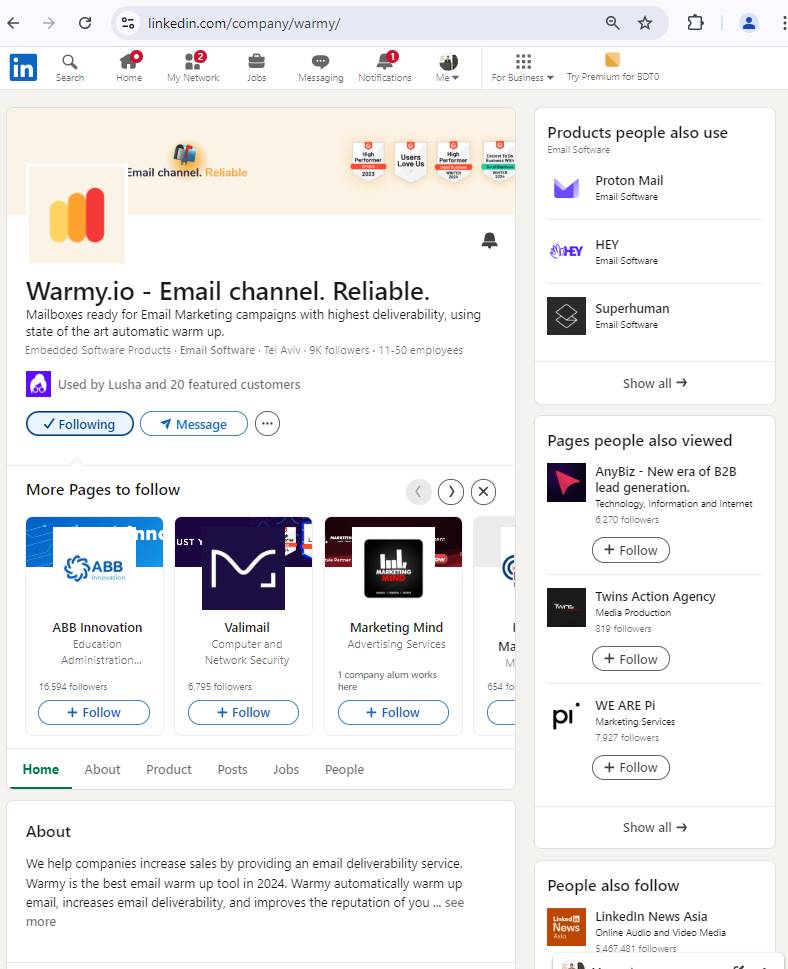 linkedin.com/company/warmy/
in
Search
Home
2
My Network
Jobs
Messaging
1
Notifications
Me
For Business
Try Premium for BDT0
Email channel. Reliable
High Performer
SPRING
2023
Users Love Us
High Performer
Small Business
WINTER
2024
Easiest To Do Business With
Small Business
WINTER
2024
Warmy.io - Email channel. Reliable.
Mailboxes ready for Email Marketing campaigns with highest deliverability, using
state of the art automatic warm up.
Embedded Software Products · Email Software · Tel Aviv · 9K followers · 11-50 employees
Used by Lusha and 20 featured customers
Following
Message
More Pages to follow
ABB
innovation
ABB Innovation
Education
Administration...
16,594 followers
+ Follow
UST
Valimail
Computer and
Network Security
6,795 followers
+ Follow
MARKETING
MIND
Marketing Mind
Advertising Services
1 company alum works
here
+ Follow
Ma
M
654 fo
Home
About
Product
Posts
Jobs
People
About
We help companies increase sales by providing an email deliverability service.
Warmy is the best email warm up tool in 2024. Warmy automatically warm up
email, increases email deliverability, and improves the reputation of you ... see
more
Products people also use
Email Software
Proton Mail
Email Software
HEY
HEY
Email Software
Superhuman
Email Software
Show all →
Pages people also viewed
AnyBiz - New era of B2B
lead generation.
Technology, Information and Internet
6,270 followers
+ Follow
Twins
Twins Action Agency
Media Production
819 followers
+ Follow
pi
WE ARE Pi
Marketing Services
7,927 followers
+ Follow
Show all →
People also follow
Linked in
News
Asia
LinkedIn News Asia
Online Audio and Video Media
5,467,481 followers